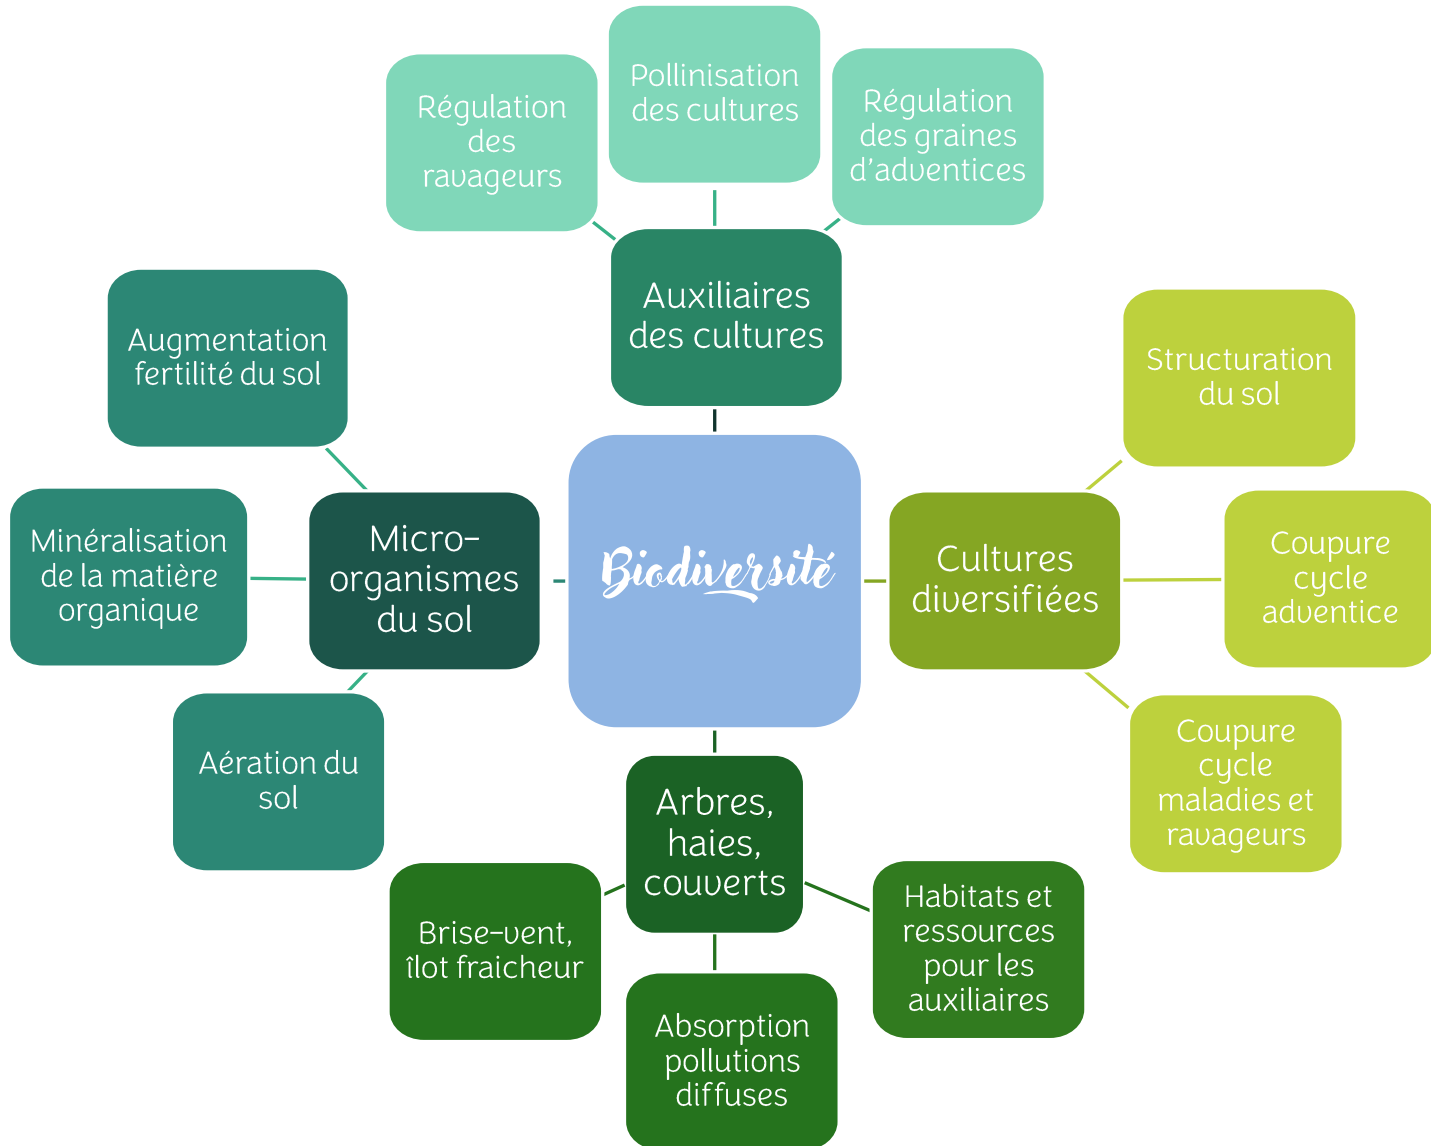 Pollinisation
des cultures
Régulation
des
ravageurs
Régulation
des graines
d'adventices
Auxiliaires
des cultures
Augmentation
fertilité du sol
Structuration
du sol
Minéralisation
de la matière
organique
Micro-
organismes
du sol
Biodiversité
Cultures
diversifiées
Coupure
cycle
adventice
Aération du
sol
Coupure
cycle
maladies et
ravageurs
Arbres,
haies,
couverts
Brise-vent,
îlot fraicheur
Habitats et
ressources
pour les
auxiliaires
Absorption
pollutions
diffuses